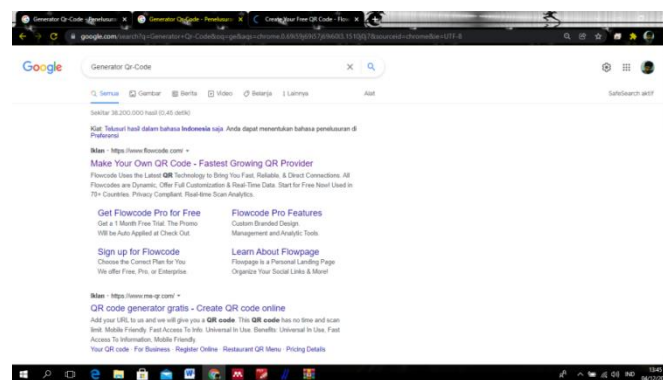 Generator Qr-Code - Penelusuran
Generator Qr-Code - Penelusuran
Create Your Free QR Code - Flow
Google
Generator Qr-Code
Semua
Gambar
Berita
Video
Belanja
Lainnya
Alat
SafeSearch aktif
Sekitar 38.200.000 hasil (0,45 detik)
Kiat: Telusuri hasil dalam bahasa Indonesia saja. Anda dapat menentukan bahasa penelusuran di
Preferensi
Iklan · https://www.flowcode.com/
Make Your Own QR Code - Fastest Growing QR Provider
Flowcode Uses the Latest QR Technology to Bring You Fast, Reliable, & Direct Connections. All
Flowcodes are Dynamic, Offer Full Customization & Real-Time Data. Start for Free Now! Used in
70+ Countries. Privacy Compliant. Real-time Scan Analytics.
Get Flowcode Pro for Free
Get a 1 Month Free Trial. The Promo
Will be Auto Applied at Check Out.
Flowcode Pro Features
Custom Branded Design
Management and Analytic Tools.
Sign up for Flowcode
Choose the Correct Plan for You
We offer Free, Pro, or Enterprise.
Learn About Flowpage
Flowpage is a Personal Landing Page
Organize Your Social Links & More!
Iklan · https://www.me-qr.com/
QR code generator gratis - Create QR code online
Add your URL to us and we will give you a QR code. This QR code has no time and scan
limit. Mobile Friendly. Fast Access To Info. Universal In Use. Benefits: Universal In Use, Fast
Access To Information, Mobile Friendly.
Your QR code · For Business · Register Online · Restaurant QR Menu · Pricing Details
IND
13:45